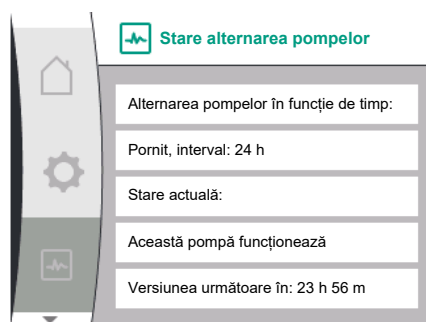 Stare alternarea pompelor
Alternarea pompelor în funcție de timp:
Pornit, interval: 24 h
Stare actuală:
Această pompă funcționează
Versiunea următoare în: 23 h 56 m